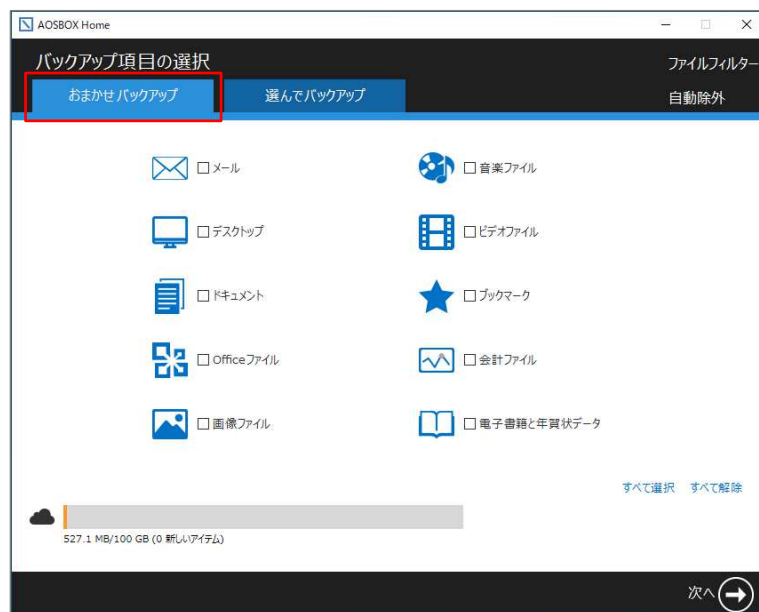 AOSBOX Home
バックアップ項目の選択
ファイルフィルター
おまかせ バックアップ
選んでバックアップ
自動除外
メール
音楽ファイル
デスクトップ
ビデオファイル
ドキュメント
ブックマーク
Officeファイル
会計ファイル
画像ファイル
電子書籍と年賀状データ
すべて選択 すべて解除
527.1 MB/100 GB (0 新しいアイテム)
次へ